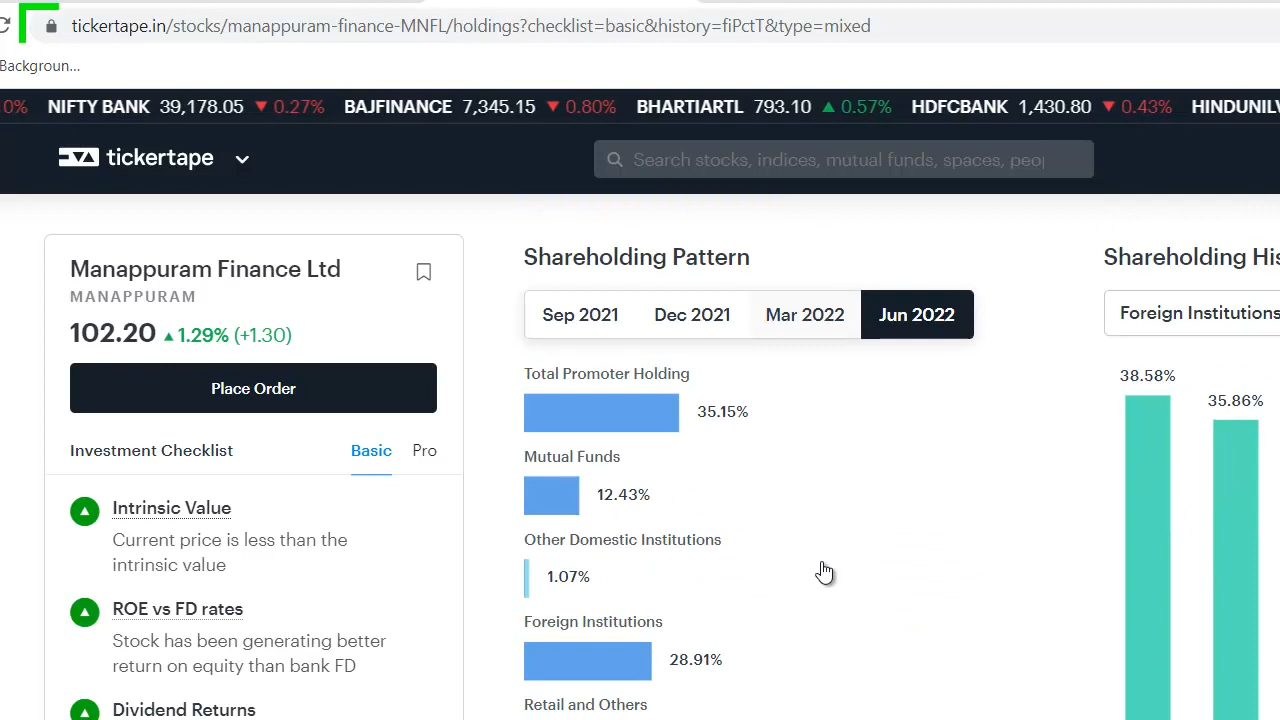 tickertape.in/stocks/manappuram-finance-MNFL/holdings?checklist=basic&history=fiPctT&type=mixed
Backgroun...
0% NIFTY BANK 39,178.05 ▼ 0.27% BAJFINANCE 7,345.15 ▼ 0.80% BHARTIARTL 793.10 ▲ 0.57% HDFCBANK 1,430.80 ▼ 0.43% HINDUNILV
tickertape
Search stocks, indices, mutual funds, spaces, peo
Manappuram Finance Ltd
MANAPPURAM
102.20 ▲ 1.29% (+1.30)
Place Order
Investment Checklist Basic Pro
Intrinsic Value
Current price is less than the
intrinsic value
ROE vs FD rates
Stock has been generating better
return on equity than bank FD
Dividend Returns
Shareholding Pattern
Sep 2021 Dec 2021 Mar 2022 Jun 2022
Total Promoter Holding
35.15%
Mutual Funds
12.43%
Other Domestic Institutions
1.07%
Foreign Institutions
28.91%
Retail and Others
Shareholding His
Foreign Institutions
38.58%
35.86%